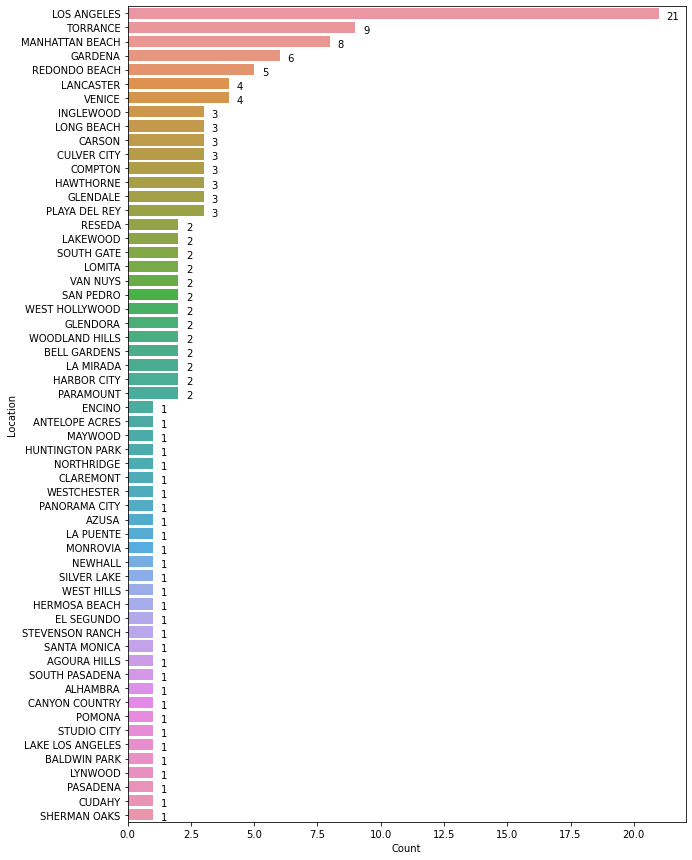 LOS ANGELES 21
TORRANCE 9
MANHATTAN BEACH 8
GARDENA 6
REDONDO BEACH 5
LANCASTER 4
VENICE 4
INGLEWOOD 3
LONG BEACH 3
CARSON 3
CULVER CITY 3
COMPTON 3
HAWTHORNE 3
GLENDALE 3
PLAYA DEL REY 3
RESEDA 2
LAKEWOOD 2
SOUTH GATE 2
LOMITA 2
VAN NUYS 2
SAN PEDRO 2
WEST HOLLYWOOD 2
GLENDORA 2
WOODLAND HILLS 2
BELL GARDENS 2
LA MIRADA 2
HARBOR CITY 2
PARAMOUNT 2
ENCINO 1
ANTELOPE ACRES 1
MAYWOOD 1
HUNTINGTON PARK 1
NORTHRIDGE 1
CLAREMONT 1
WESTCHESTER 1
PANORAMA CITY 1
AZUSA 1
LA PUENTE 1
MONROVIA 1
NEWHALL 1
SILVER LAKE 1
WEST HILLS 1
HERMOSA BEACH 1
EL SEGUNDO 1
STEVENSON RANCH 1
SANTA MONICA 1
AGOURA HILLS 1
SOUTH PASADENA 1
ALHAMBRA 1
CANYON COUNTRY 1
POMONA 1
STUDIO CITY 1
LAKE LOS ANGELES 1
BALDWIN PARK 1
LYNWOOD 1
PASADENA 1
CUDAHY 1
SHERMAN OAKS 1
Location
0.0 2.5 5.0 7.5 10.0 12.5 15.0 17.5 20.0
Count